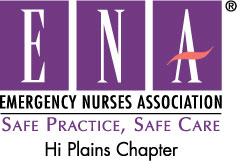 ENA®
EMERGENCY NURSES ASSOCIATION
SAFE PRACTICE, SAFE CARE
Hi Plains Chapter